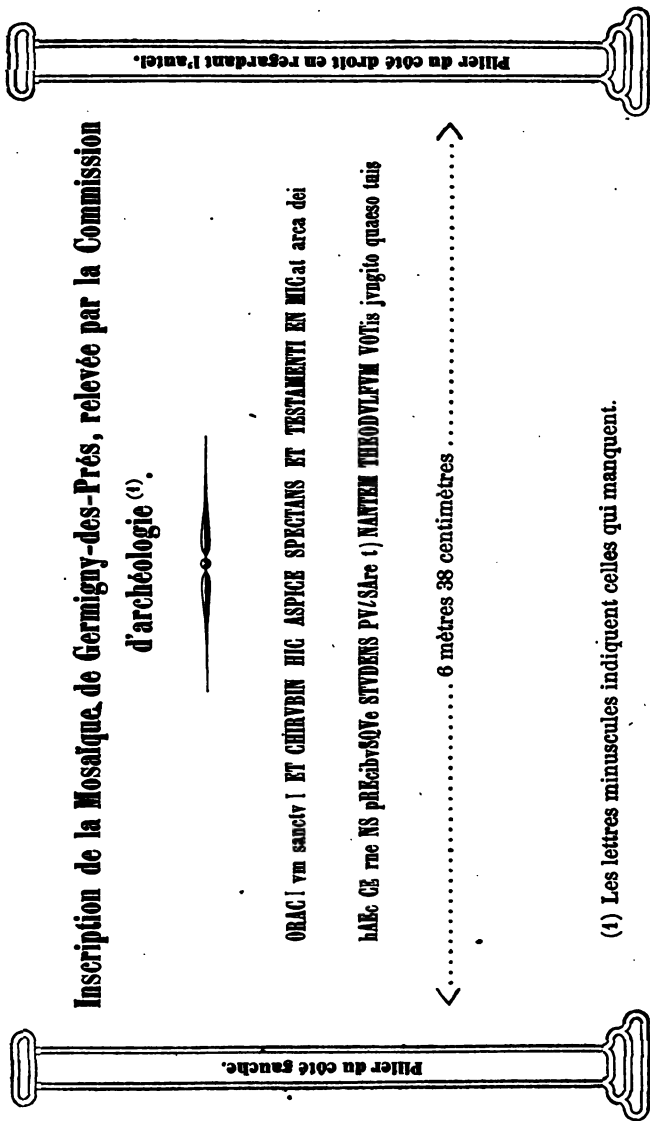 Inscription de la Mosaïque de Germigny-des-Prés, relevée par la Commission
d'archéologie (1).
ORACl vm sanctv l ET CHIRVBIN HIC ASPICE SPECTANS ET TESTAMENTI EN MICat arca dei
hAEc CE rne NS pREcibvSQVe STVDENS PVLSAre t) NANTEM THEODVLFVM VOTis jvngito quaeso tuis
6 mètres 38 centimètres
(1) Les lettres minuscules indiquent celles qui manquent.
Pilier du côté gauche.
Pilier du côté droit en regardant l'autel.